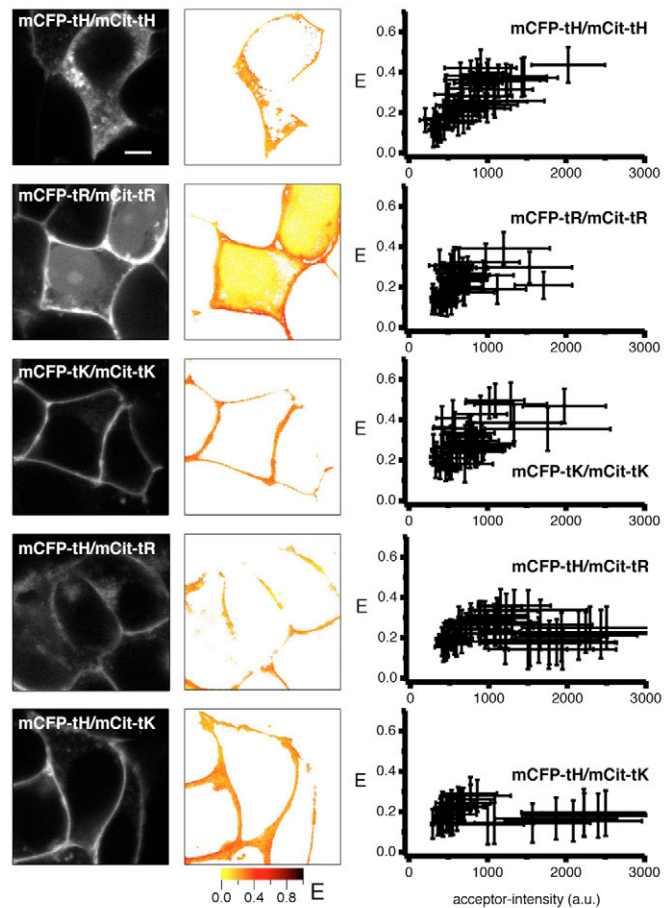 mCFP-tH/mCit-tH
mCFP-tH/mCit-tH
E
0.6
0.4
0.2
0.0
0 1000 2000 3000
mCFP-tR/mCit-tR
mCFP-tR/mCit-tR
E
0.6
0.4
0.2
0.0
0 1000 2000 3000
mCFP-tK/mCit-tK
E
0.6
0.4
0.2
0.0
mCFP-tK/mCit-tK
0 1000 2000 3000
mCFP-tH/mCit-tR
mCFP-tH/mCit-tR
E
0.6
0.4
0.2
0.0
0 1000 2000 3000
mCFP-tH/mCit-tK
mCFP-tH/mCit-tK
E
0.6
0.4
0.2
0.0
0 1000 2000 3000
0.0 0.4 0.8 E
acceptor-intensity (a.u.)